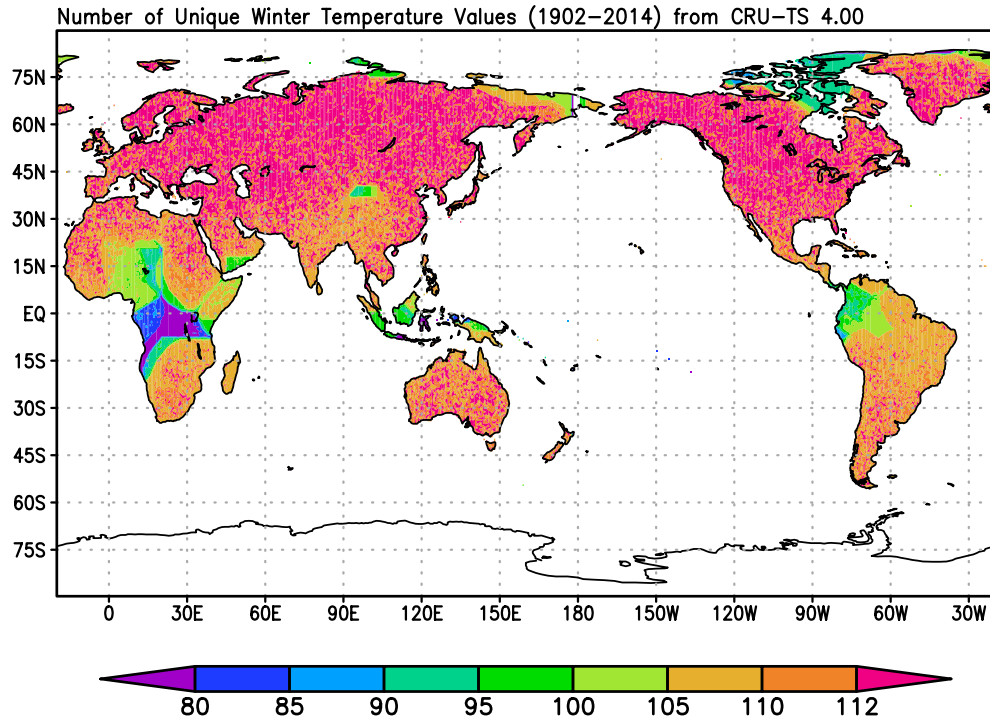 Number of Unique Winter Temperature Values (1902-2014) from CRU-TS 4.00
75N
60N
45N
30N
15N
EQ
15S
30S
45S
60S
75S
0 30E 60E 90E 120E 150E 180 150W 120W 90W 60W 30W
80 85 90 95 100 105 110 112